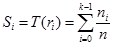 $S_i = T(r_i) = \sum_{i=0}^{k-1} \frac{n_i}{n}$